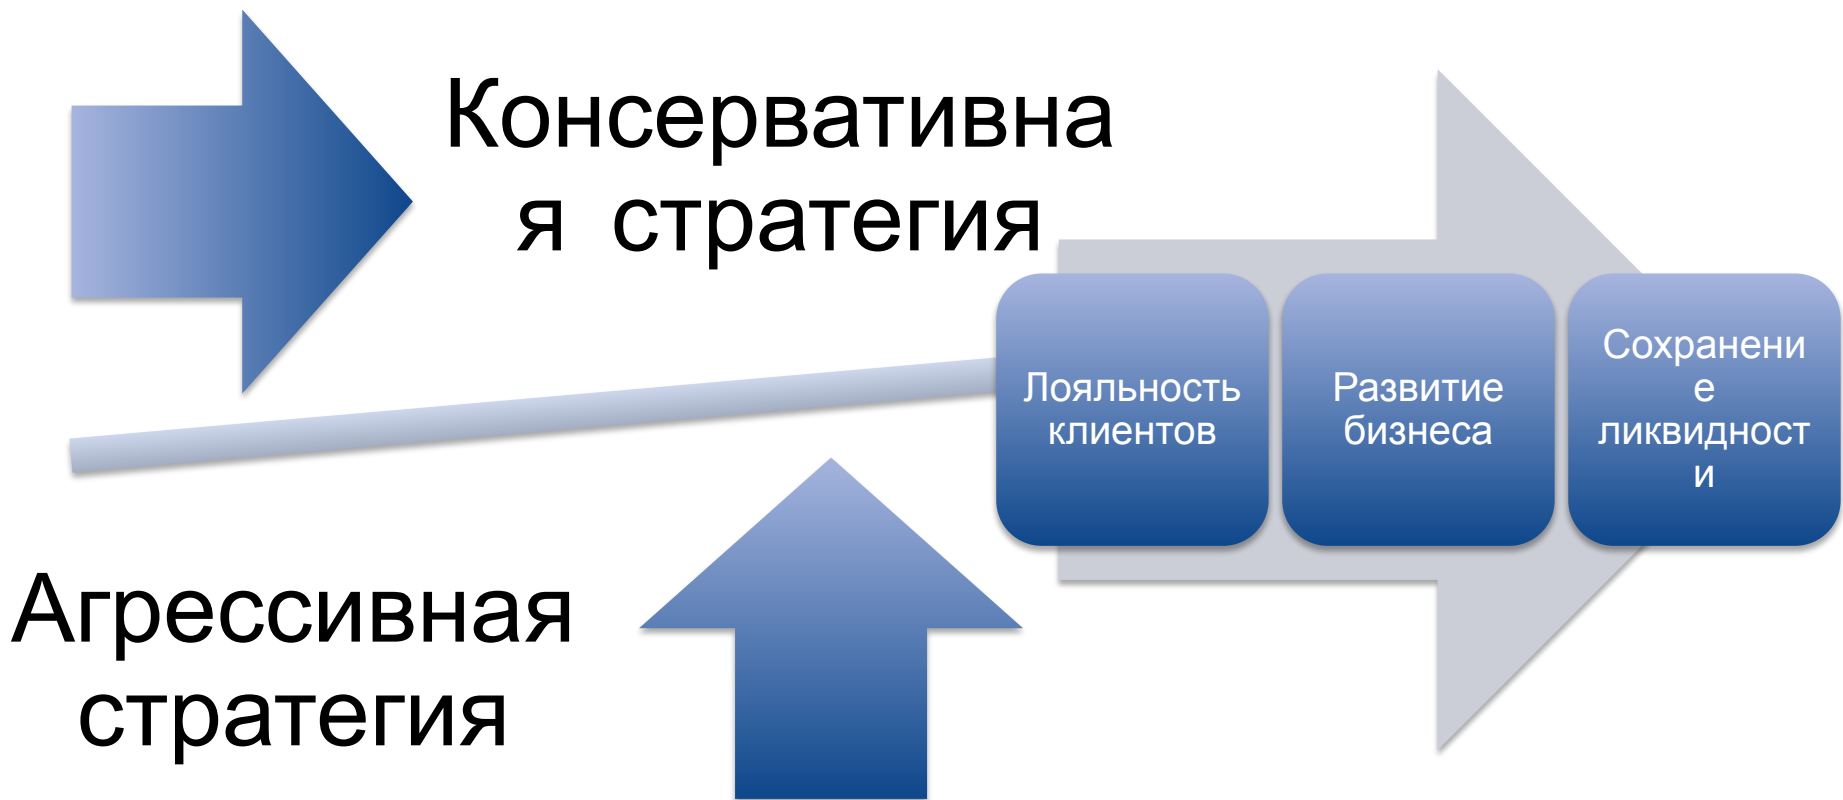 Консервативна
я стратегия
Лояльность
клиентов
Развитие
бизнеса
Сохранени
е
ликвидност
и
Агрессивная
стратегия